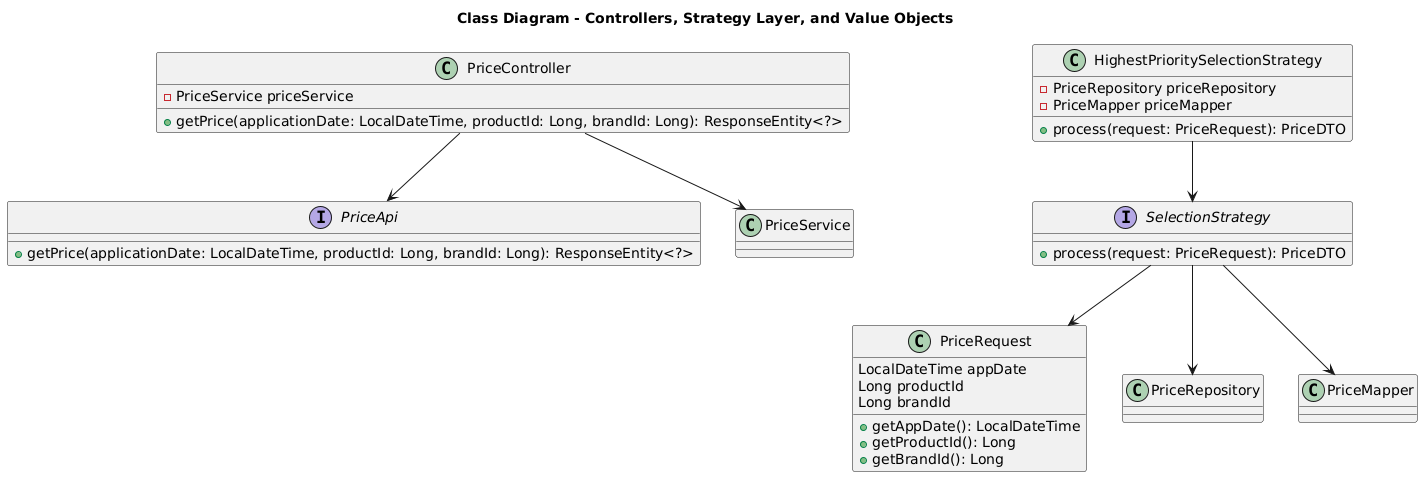 Class Diagram - Controllers, Strategy Layer, and Value Objects
C PriceController
PriceService priceService
getPrice(applicationDate: LocalDateTime, productId: Long, brandId: Long): ResponseEntity<?>
C HighestPrioritySelectionStrategy
PriceRepository priceRepository
PriceMapper priceMapper
process(request: PriceRequest): PriceDTO
I PriceApi
getPrice(applicationDate: LocalDateTime, productId: Long, brandId: Long): ResponseEntity<?>
C PriceService
I SelectionStrategy
process(request: PriceRequest): PriceDTO
C PriceRequest
LocalDateTime appDate
Long productId
Long brandId
getAppDate(): LocalDateTime
getProductId(): Long
getBrandId(): Long
C PriceRepository
C PriceMapper